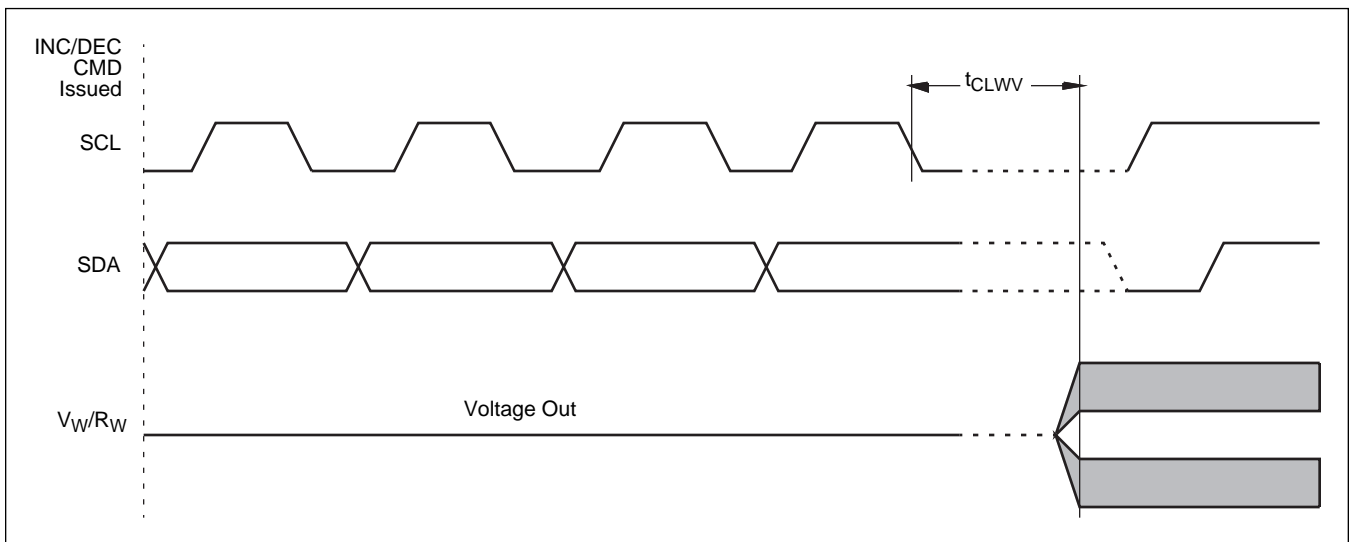 INC/DEC
CMD
Issued
tCLWV
SCL
SDA
Voltage Out
VW/RW